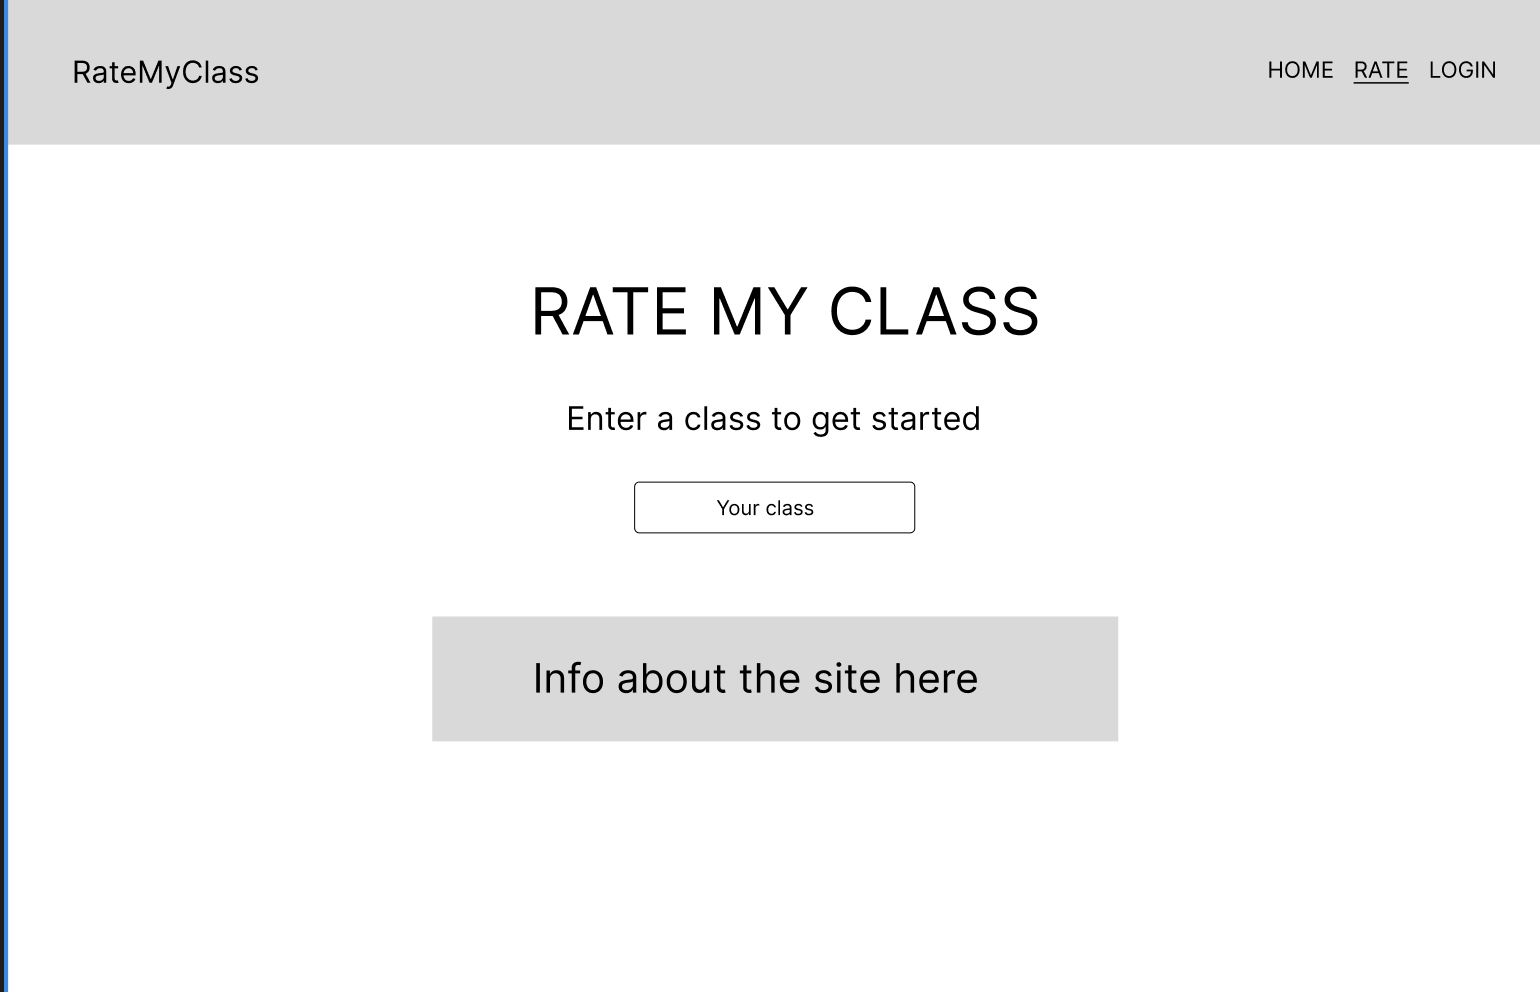 RateMyClass
HOME RATE LOGIN
RATE MY CLASS
Enter a class to get started
Your class
Info about the site here